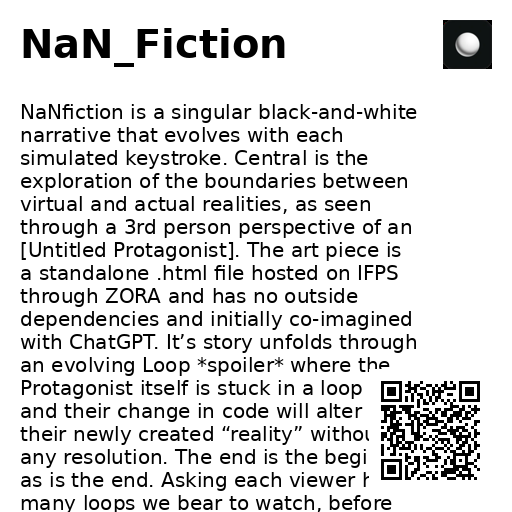 NaN_Fiction
NaNfiction is a singular black-and-white
narrative that evolves with each
simulated keystroke. Central is the
exploration of the boundaries between
virtual and actual realities, as seen
through a 3rd person perspective of an
[Untitled Protagonist]. The art piece is
a standalone .html file hosted on IFPS
through ZORA and has no outside
dependencies and initially co-imagined
with ChatGPT. It’s story unfolds through
an evolving Loop *spoiler* where the
Protagonist itself is stuck in a loop
and their change in code will alter
their newly created “reality”
any resolution. The end is the
as is the end. Asking each viewer
many loops we bear to watch, before